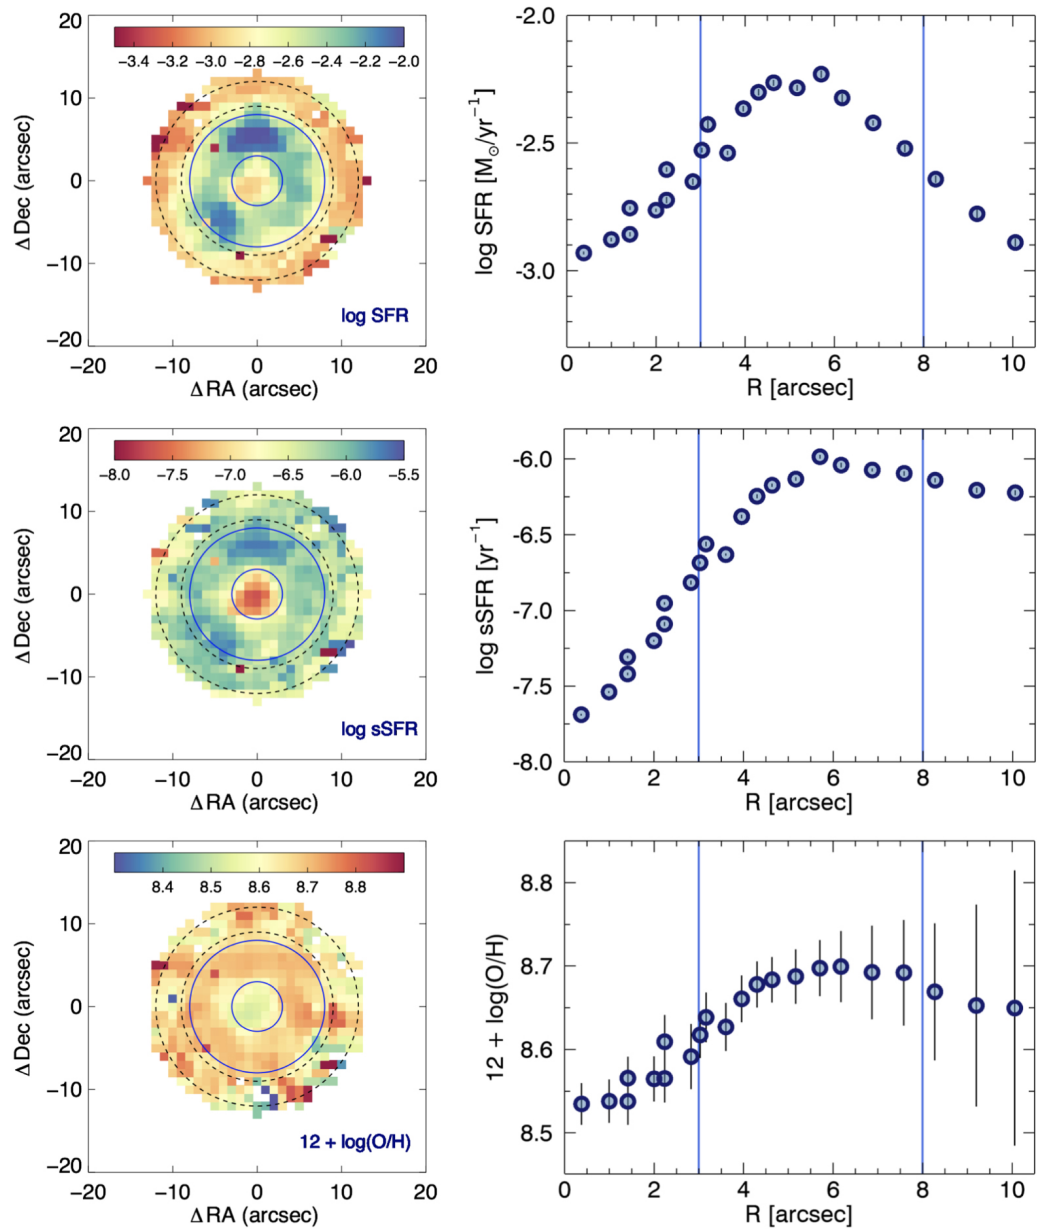 20
10
0
−10
−20
−3.4 −3.2 −3.0 −2.8 −2.6 −2.4 −2.2 −2.0
log SFR
−20 −10 0 10 20
ΔRA (arcsec)
ΔDec (arcsec)
-2.0
-2.5
-3.0
log SFR [M⊙/yr⁻¹]
0 2 4 6 8 10
R [arcsec]
20
10
0
−10
−20
−8.0 −7.5 −7.0 −6.5 −6.0 −5.5
log sSFR
−20 −10 0 10 20
ΔRA (arcsec)
ΔDec (arcsec)
-6.0
-6.5
-7.0
-7.5
-8.0
log sSFR [yr⁻¹]
0 2 4 6 8 10
R [arcsec]
20
10
0
−10
−20
8.4 8.5 8.6 8.7 8.8
12 + log(O/H)
−20 −10 0 10 20
ΔRA (arcsec)
ΔDec (arcsec)
8.8
8.7
8.6
8.5
12 + log(O/H)
0 2 4 6 8 10
R [arcsec]